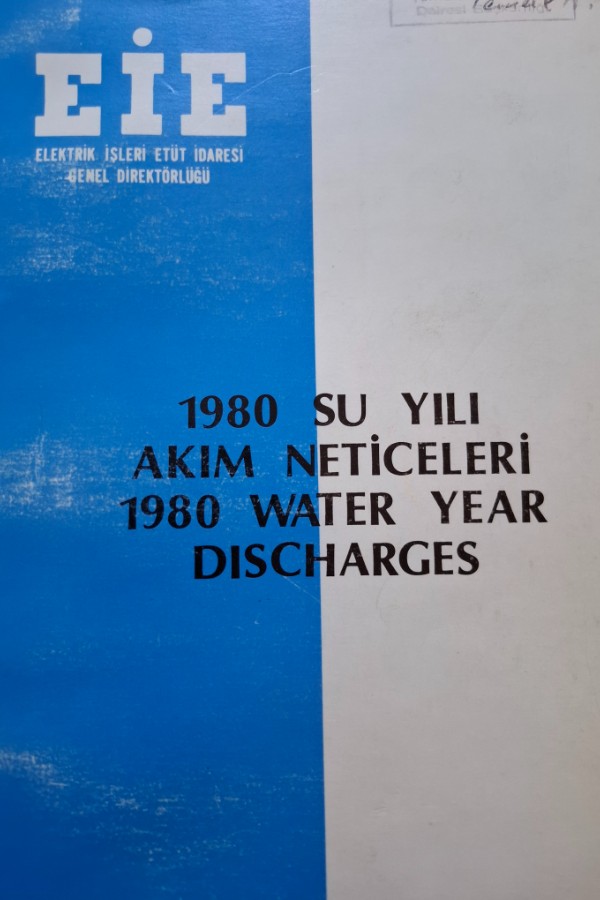 EİE
ELEKTRİK İŞLERİ ETÜT İDARESİ
GENEL DİREKTÖRLÜĞÜ
1980 SU YILI
AKIM NETİCELERİ
1980 WATER YEAR
DISCHARGES